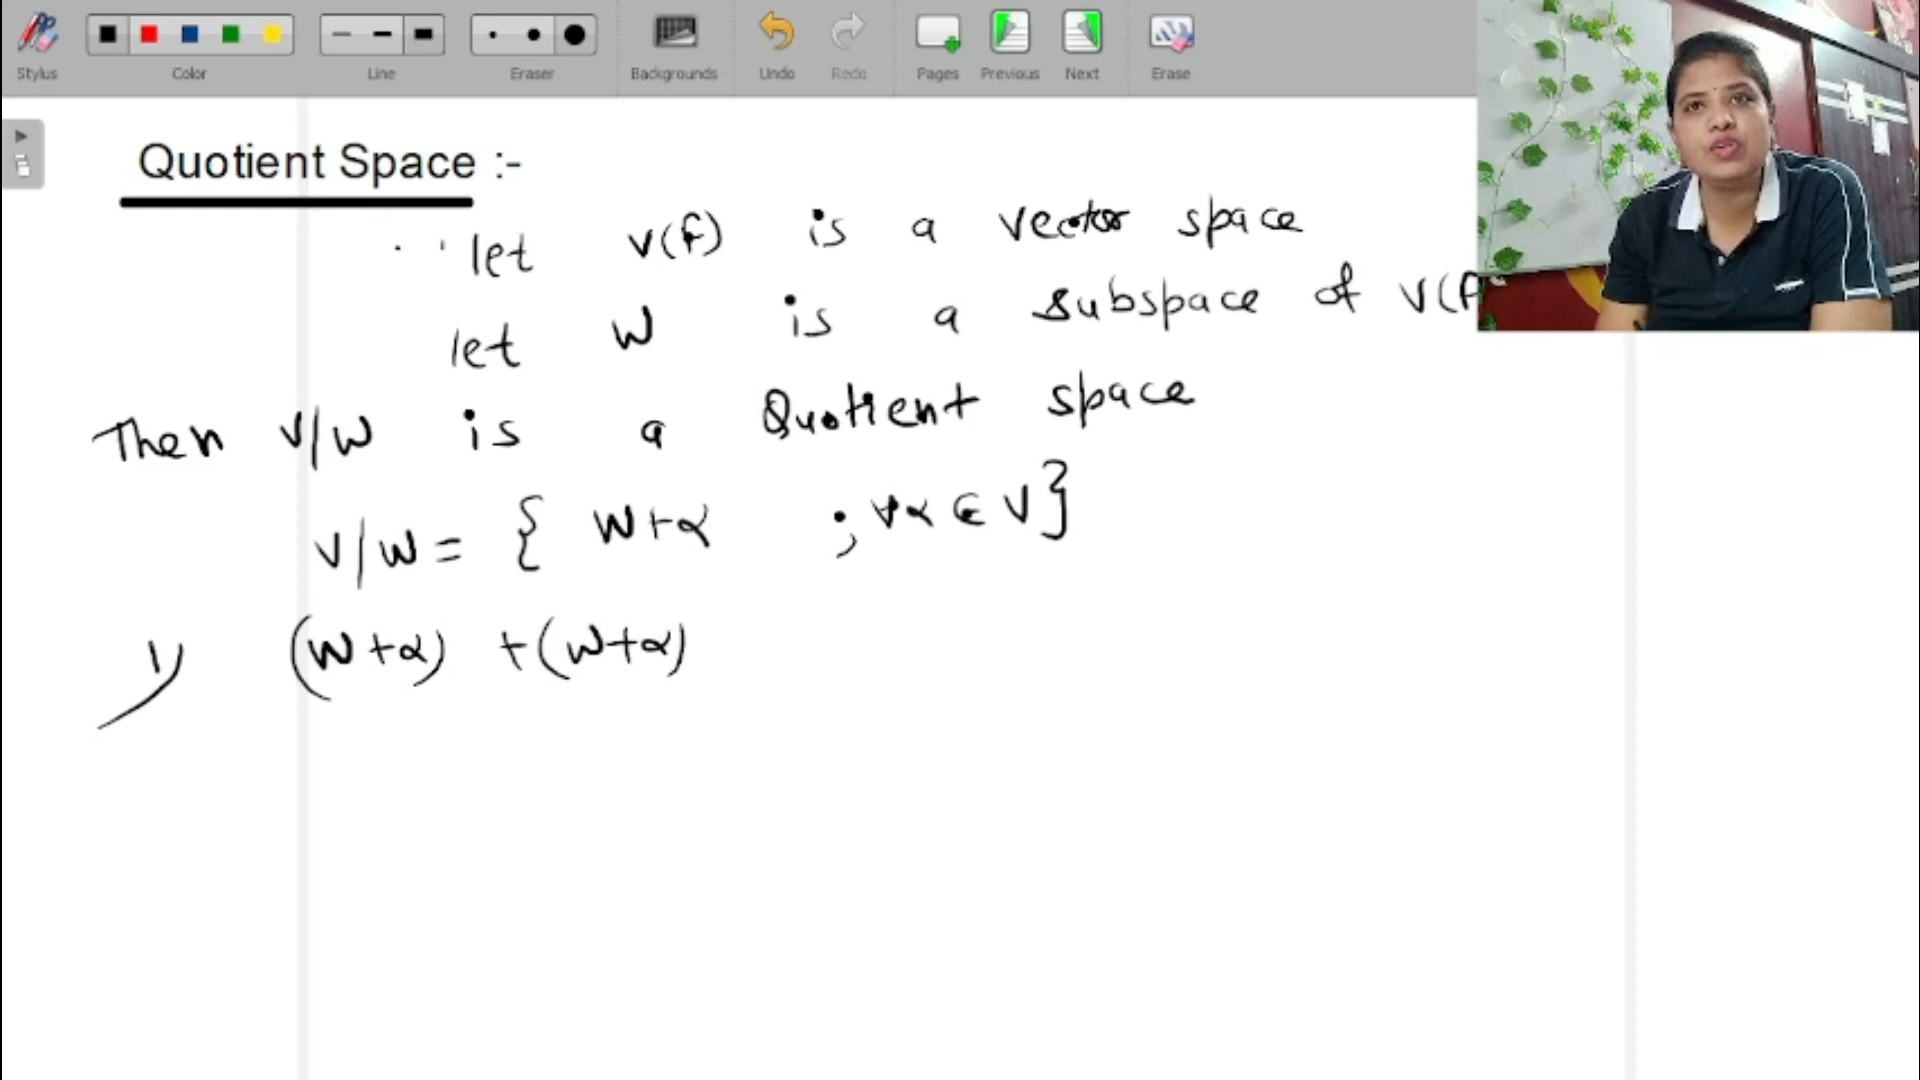 Stylus Color Line Eraser Backgrounds Undo Redo Pages Previous Next Erase
Quotient Space :-
let V(F) is a vector space
let W is a subspace of V(F
Then V/W is a Quotient space
V/W = { W+α ; ∀α ∈ V}
1) (W+α) + (W+α)